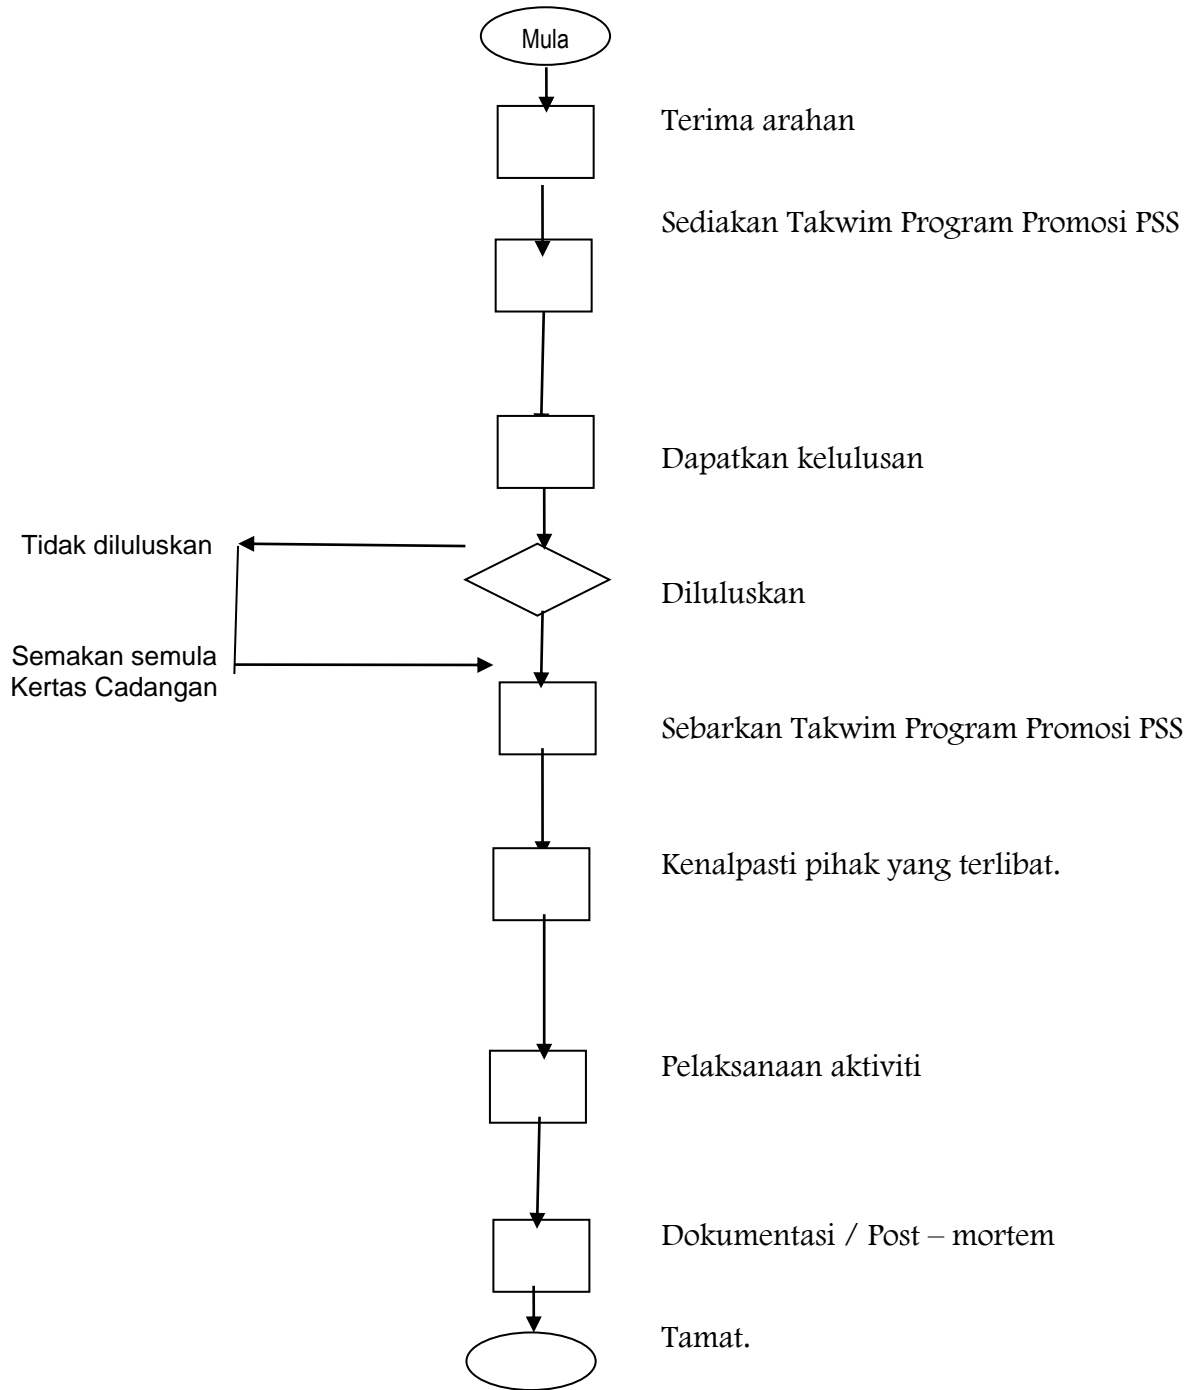 Mula
Terima arahan
Sediakan Takwim Program Promosi PSS
Dapatkan kelulusan
Tidak diluluskan
Diluluskan
Semakan semula
Kertas Cadangan
Sebarkan Takwim Program Promosi PSS
Kenalpasti pihak yang terlibat.
Pelaksanaan aktiviti
Dokumentasi / Post – mortem
Tamat.